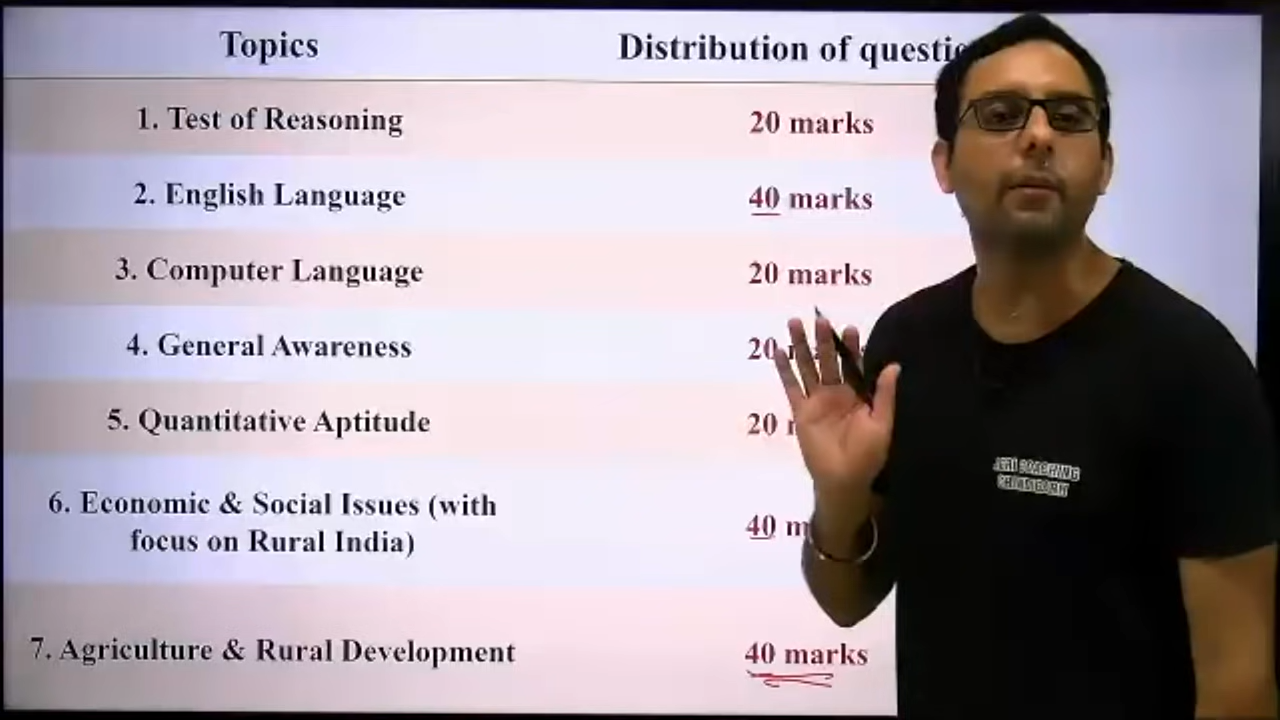 Topics
Distribution of questio
1. Test of Reasoning
20 marks
2. English Language
40 marks
3. Computer Language
20 marks
4. General Awareness
20
5. Quantitative Aptitude
20
6. Economic & Social Issues (with
focus on Rural India)
40 m
7. Agriculture & Rural Development
40 marks
COACHING